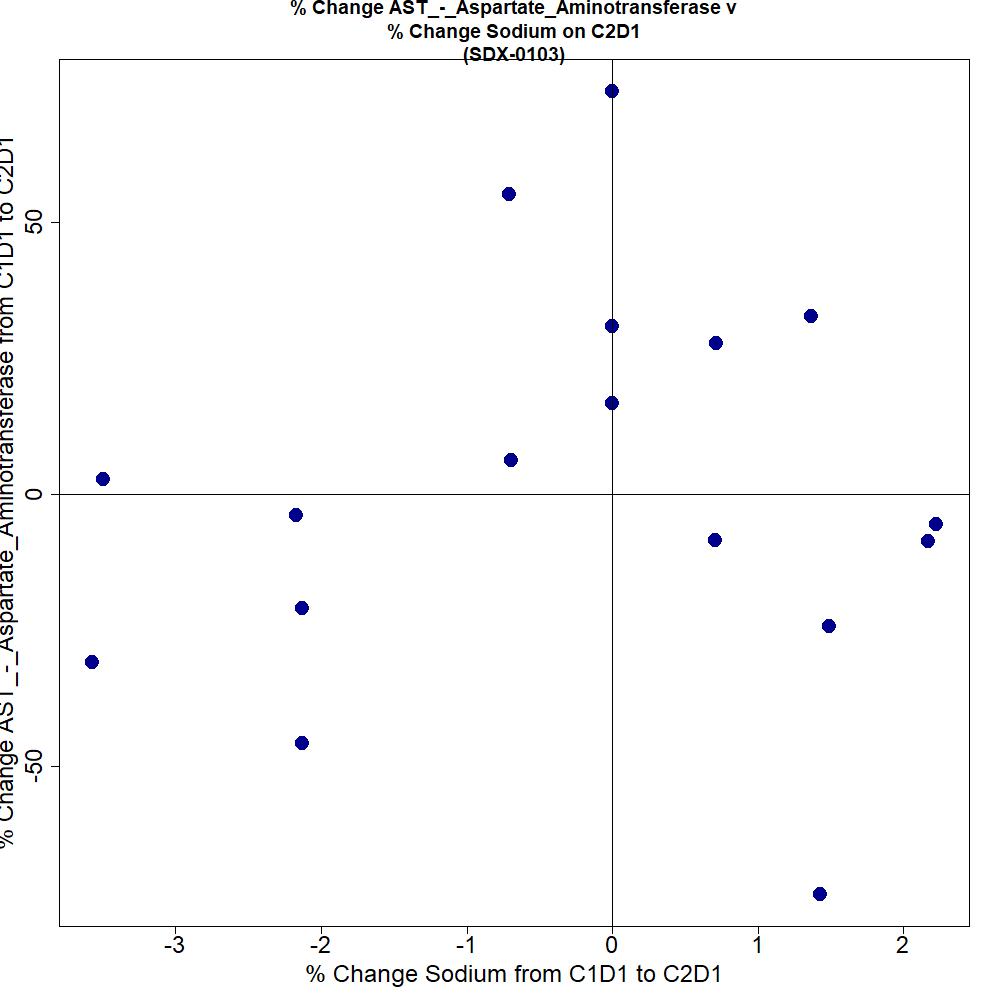 % Change AST_-_Aspartate_Aminotransferase v
% Change Sodium on C2D1
(SDX-0103)
% Change AST_-_Aspartate_Aminotransferase from C1D1 to C2D1
50
0
-50
-3
-2
-1
0
1
2
% Change Sodium from C1D1 to C2D1